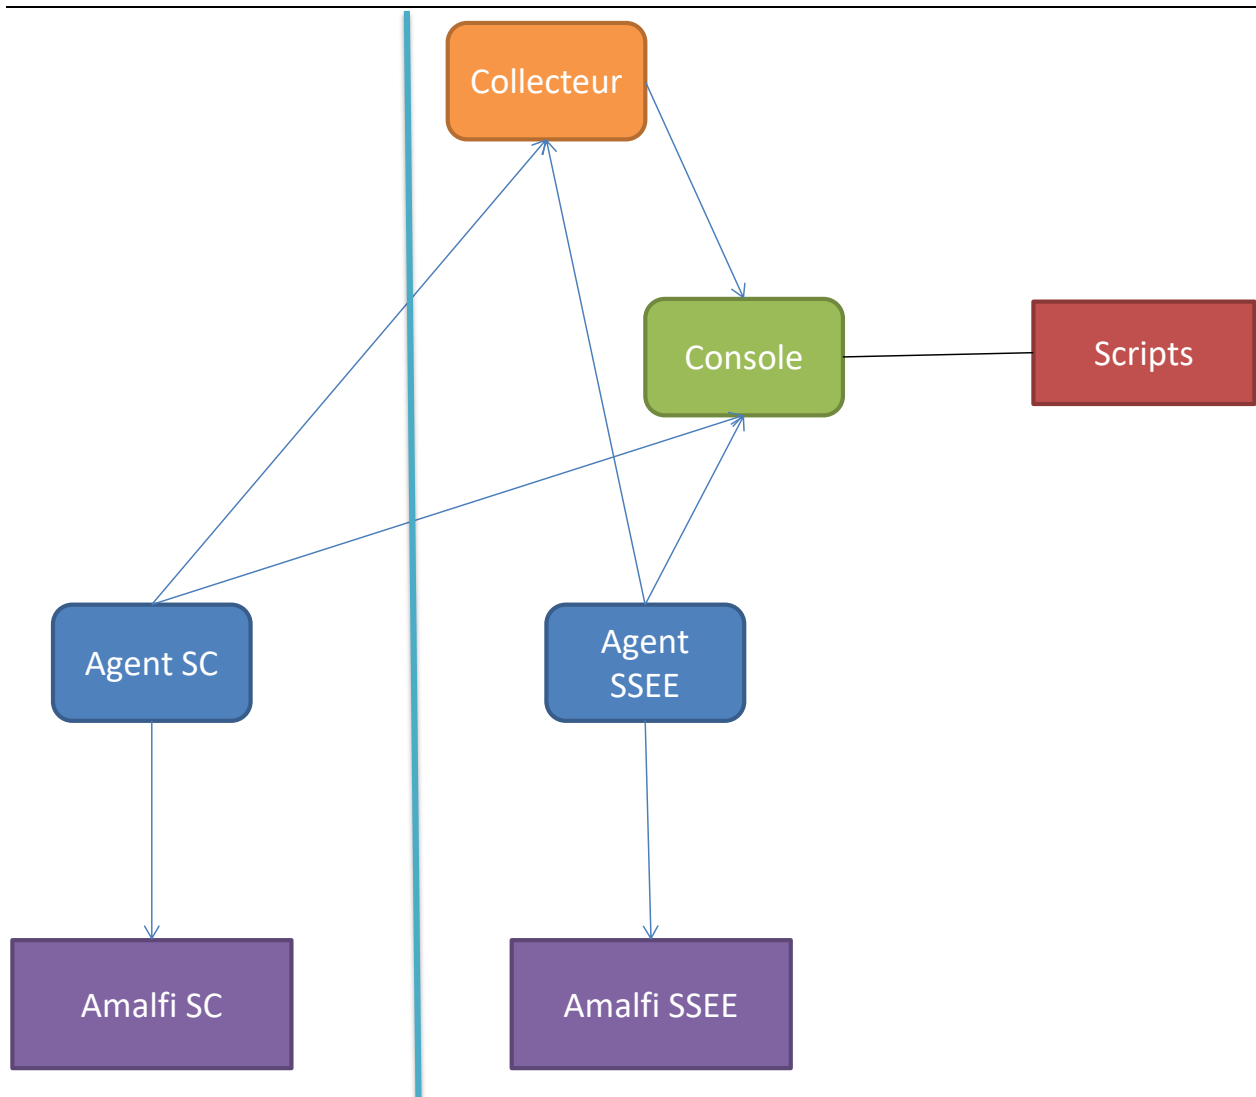 Collecteur
Console
Scripts
Agent SC
Agent
SSEE
Amalfi SC
Amalfi SSEE